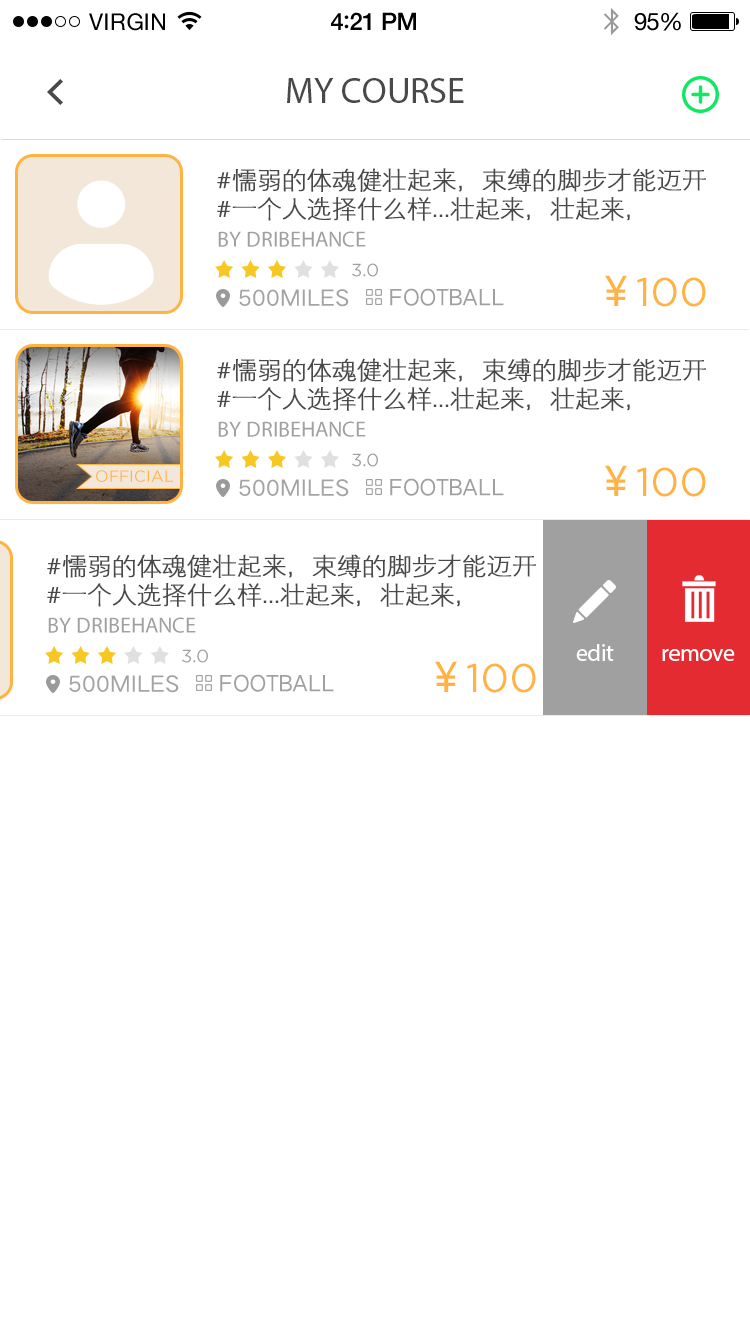 VIRGIN 4:21 PM 95%
MY COURSE
#懦弱的体魂健壮起来，束缚的脚步才能迈开
#一个人选择什么样...壮起来，壮起来，
BY DRIBEHANCE
3.0
500MILES FOOTBALL ¥100
#懦弱的体魂健壮起来，束缚的脚步才能迈开
#一个人选择什么样...壮起来，壮起来，
BY DRIBEHANCE
3.0
OFFICIAL
500MILES FOOTBALL ¥100
#懦弱的体魂健壮起来，束缚的脚步才能迈开
#一个人选择什么样...壮起来，壮起来，
BY DRIBEHANCE
3.0
500MILES FOOTBALL ¥100
edit
remove